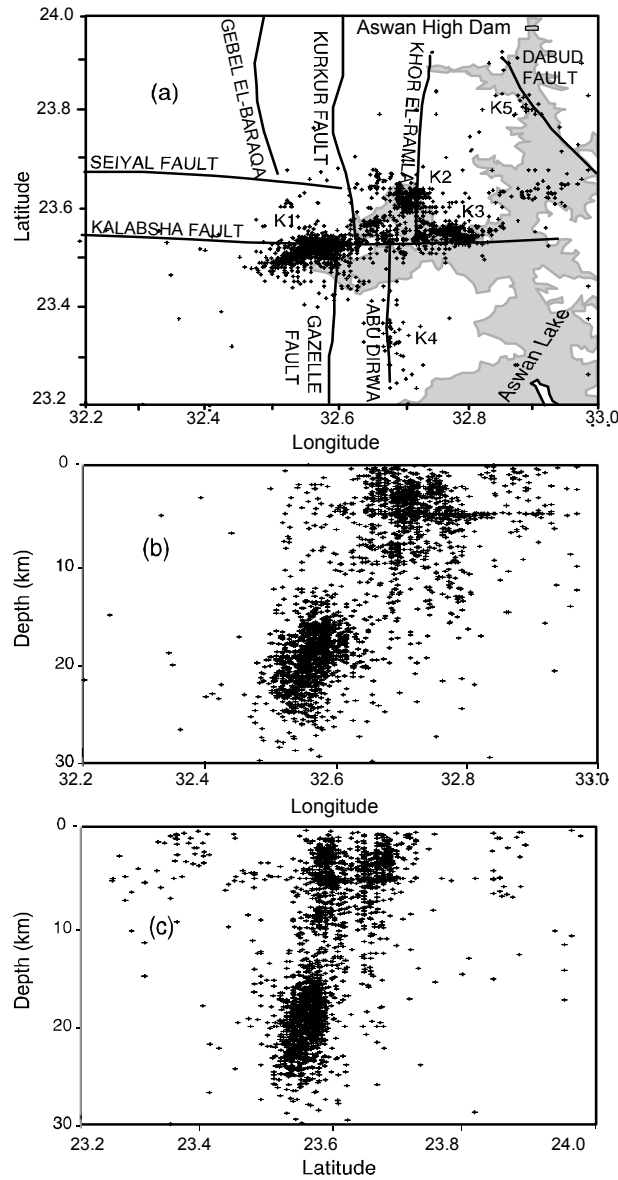 Aswan High Dam
24.0
23.8
23.6
23.4
23.2
Latitude
(a)
GEBEL EL-BARAQA
KURKUR FAULT
KHOR EL-RAMLA
DABUD
FAULT
K5
SEIYAL FAULT
K2
K1
K3
KALABSHA FAULT
GAZELLE
FAULT
ABU DIRWA
K4
Aswan Lake
32.2
32.4
32.6
32.8
33.0
Longitude
0
10
20
30
Depth (km)
(b)
32.2
32.4
32.6
32.8
33.0
Longitude
0
10
20
30
Depth (km)
(c)
23.2
23.4
23.6
23.8
24.0
Latitude